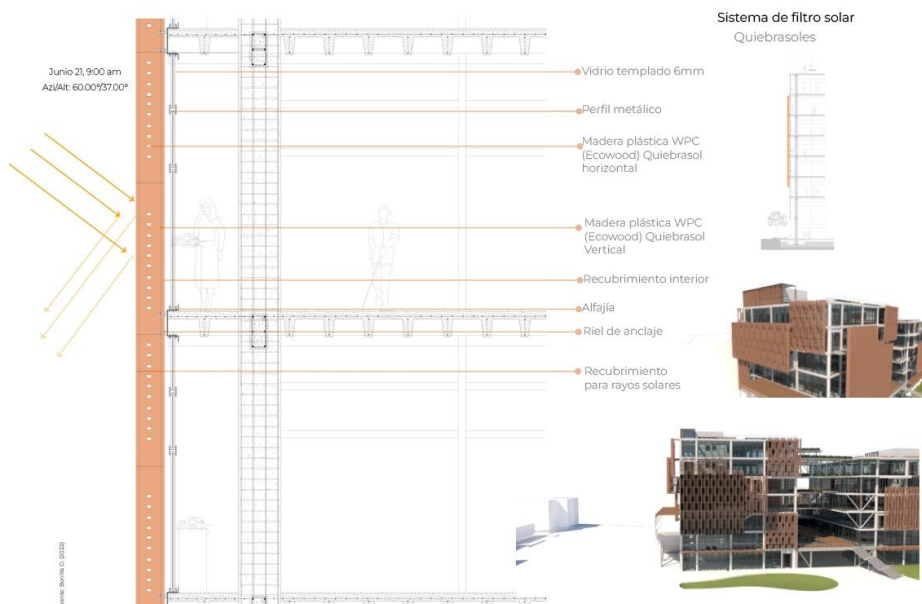 Sistema de filtro solar
Quiebrasoles
Junio 21, 9:00 am
Azi/Alt: 60.00°/37.00°
Vidrio templado 6mm
Perfil metálico
Madera plástica WPC
(Ecowood) Quiebrasol
horizontal
Madera plástica WPC
(Ecowood) Quiebrasol
Vertical
Recubrimiento interior
Alfajía
Riel de anclaje
Recubrimiento
para rayos solares
Bonilla D. (2022)